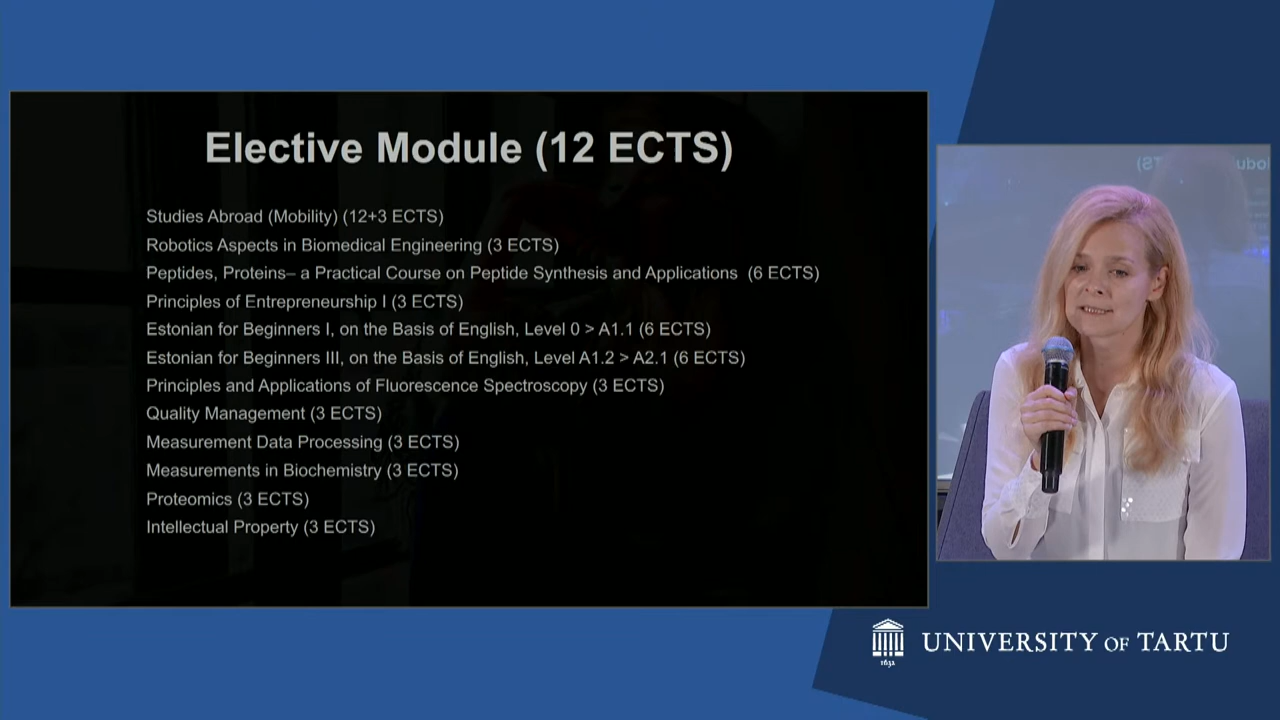 Elective Module (12 ECTS)
Studies Abroad (Mobility) (12+3 ECTS)
Robotics Aspects in Biomedical Engineering (3 ECTS)
Peptides, Proteins– a Practical Course on Peptide Synthesis and Applications (6 ECTS)
Principles of Entrepreneurship I (3 ECTS)
Estonian for Beginners I, on the Basis of English, Level 0 > A1.1 (6 ECTS)
Estonian for Beginners III, on the Basis of English, Level A1.2 > A2.1 (6 ECTS)
Principles and Applications of Fluorescence Spectroscopy (3 ECTS)
Quality Management (3 ECTS)
Measurement Data Processing (3 ECTS)
Measurements in Biochemistry (3 ECTS)
Proteomics (3 ECTS)
Intellectual Property (3 ECTS)
UNIVERSITY OF TARTU
1632